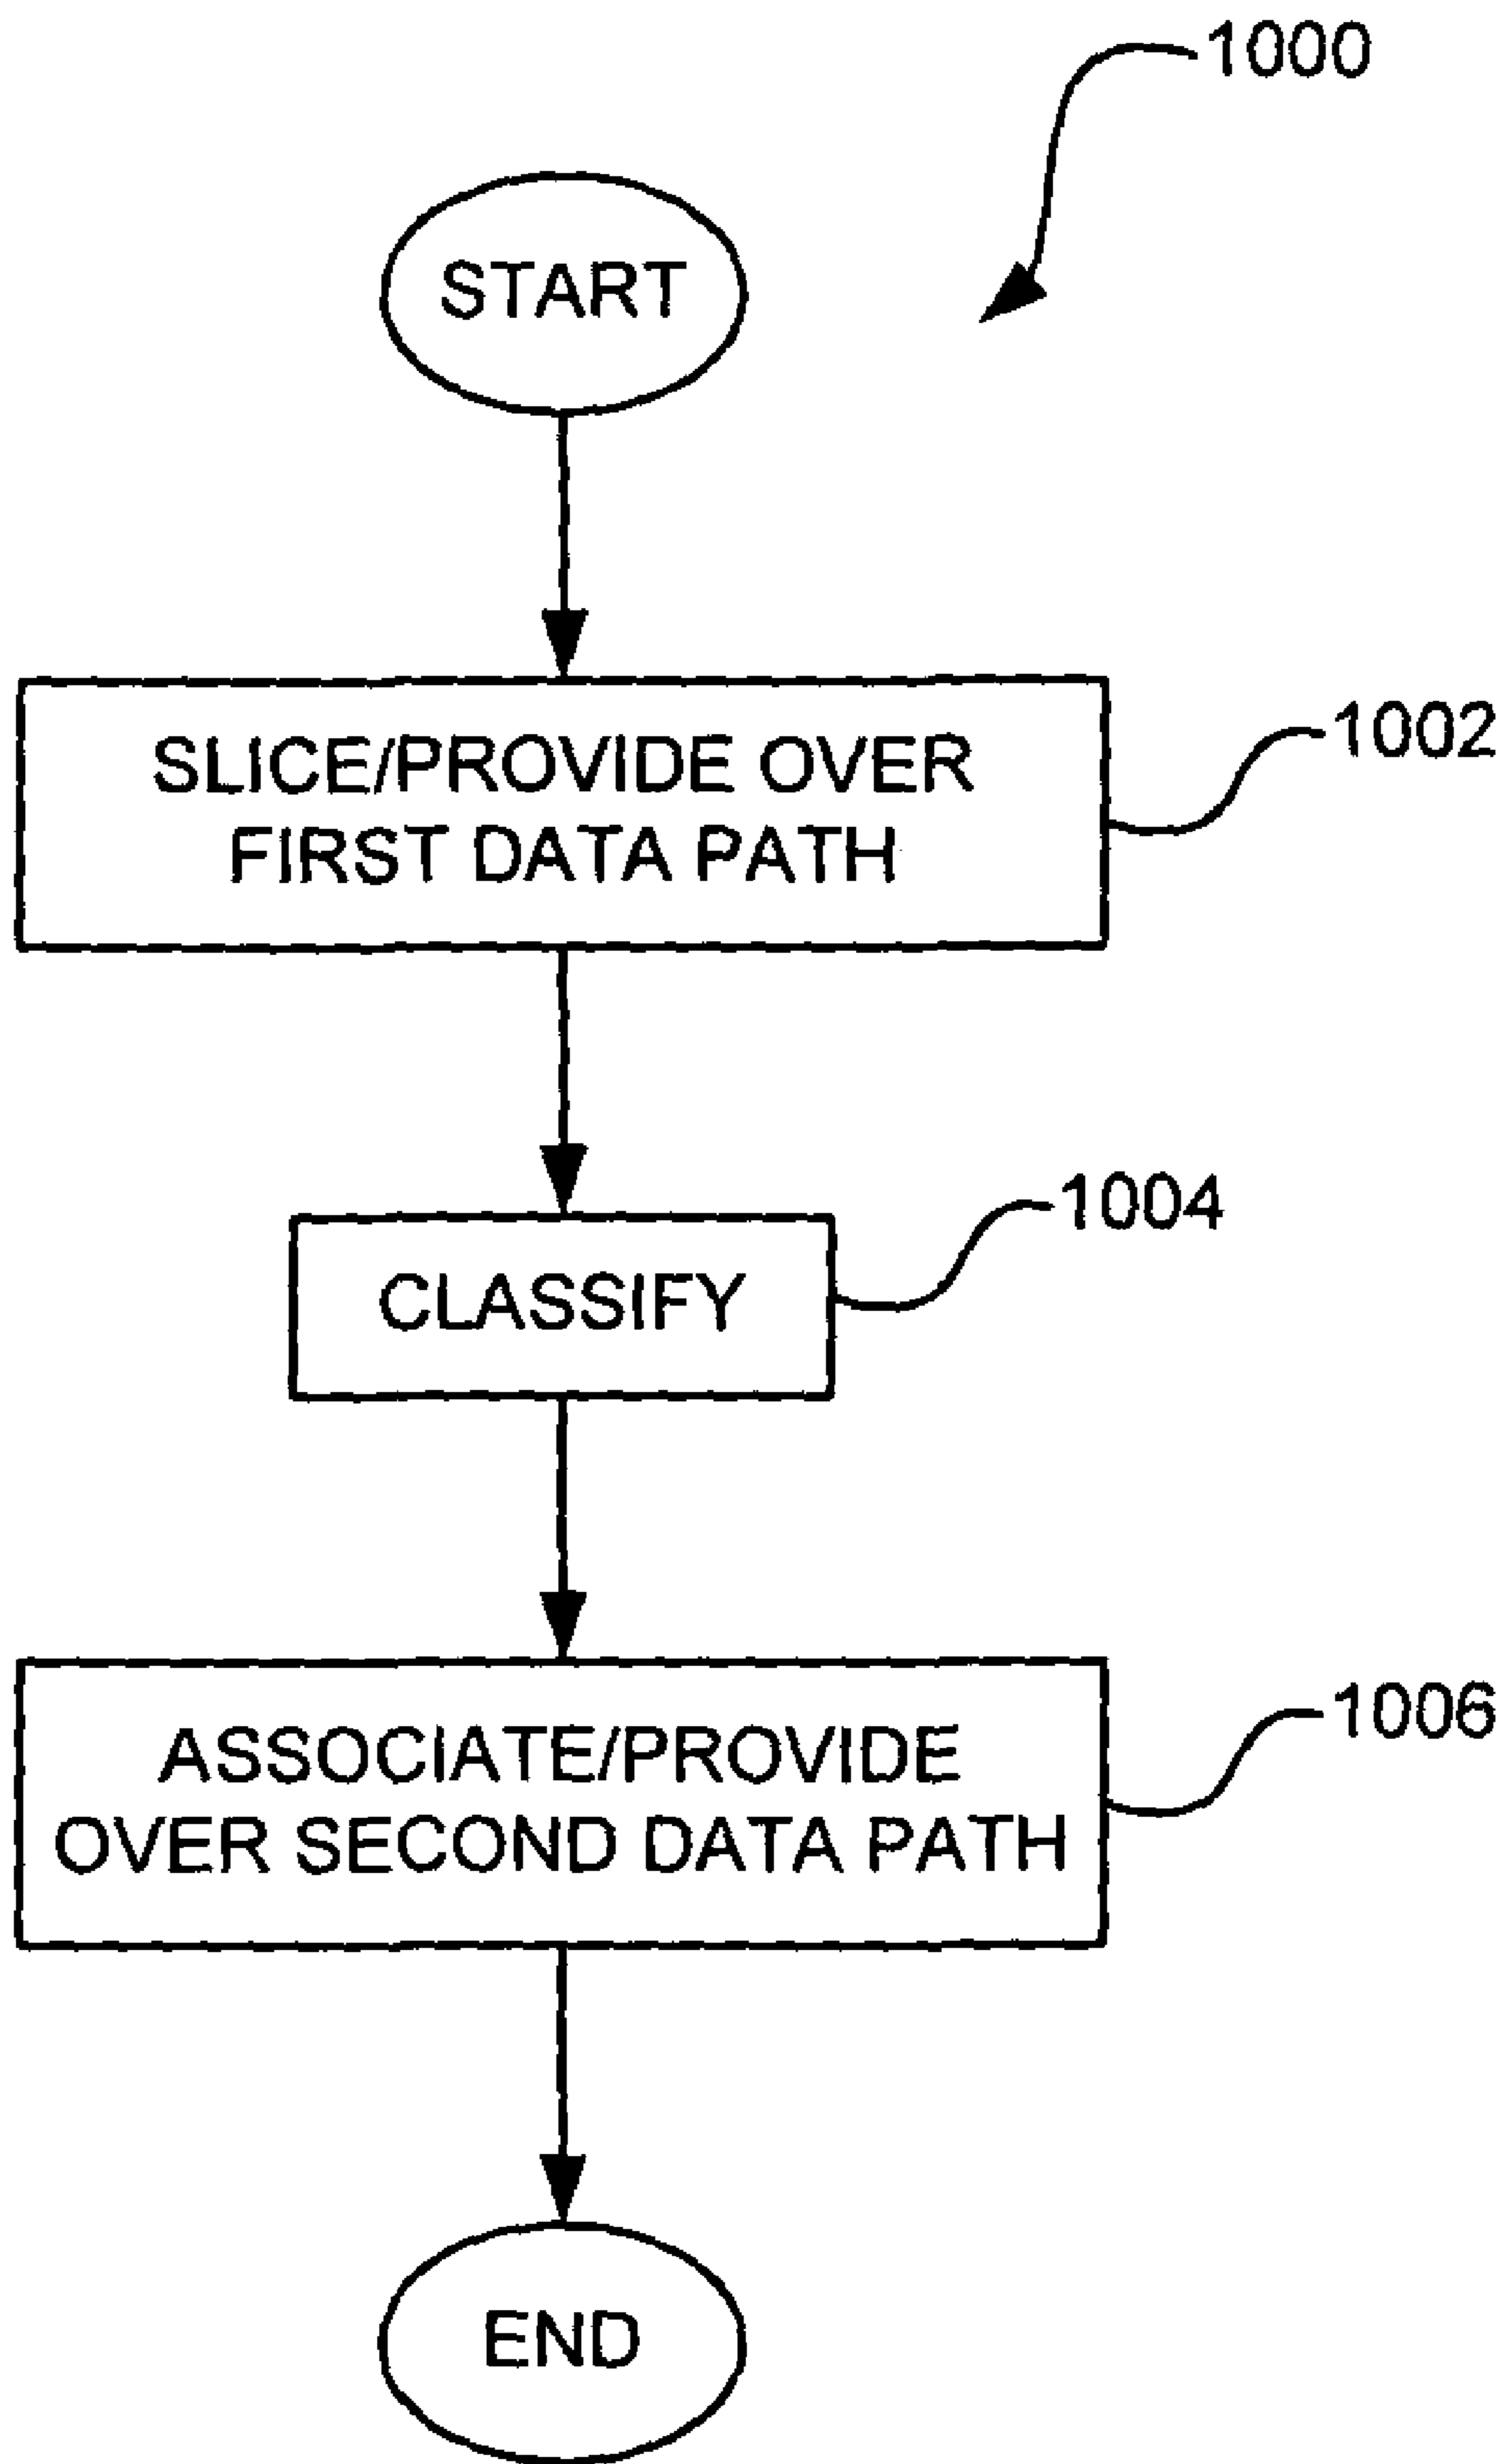 1000
START
SLICE/PROVIDE OVER
FIRST DATA PATH
1002
CLASSIFY
1004
ASSOCIATE/PROVIDE
OVER SECOND DATA PATH
1006
END